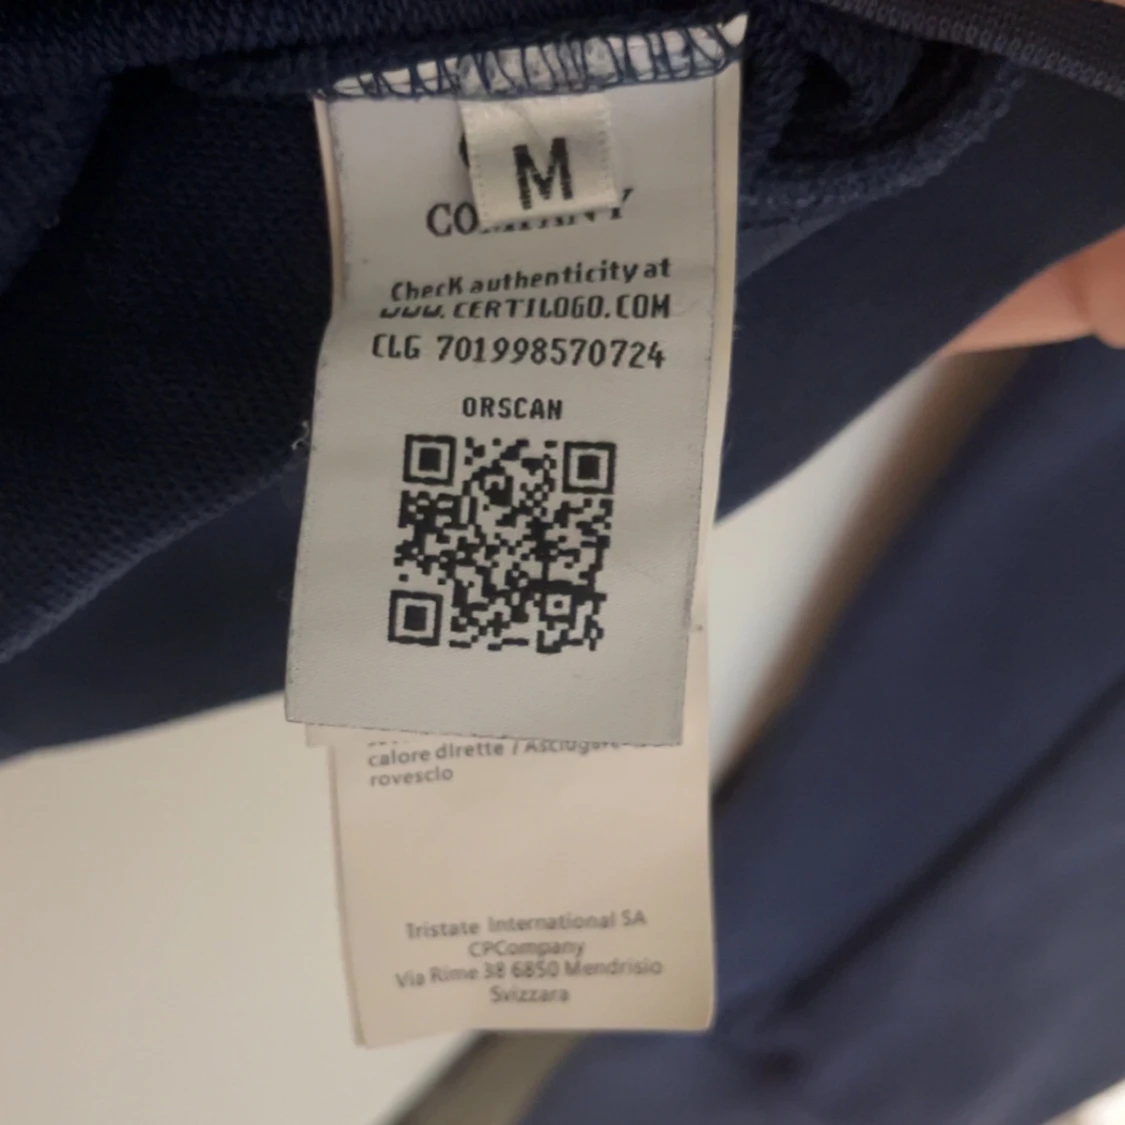 M
COMPANY
Check authenticity at
www.CERTILOGO.COM
CLG 701998570724
ORSCAN
calore dirette / Asciugare
rovescio
Tristate International SA
CPCompany
Via Rime 38 6850 Mendrisio
Svizzara